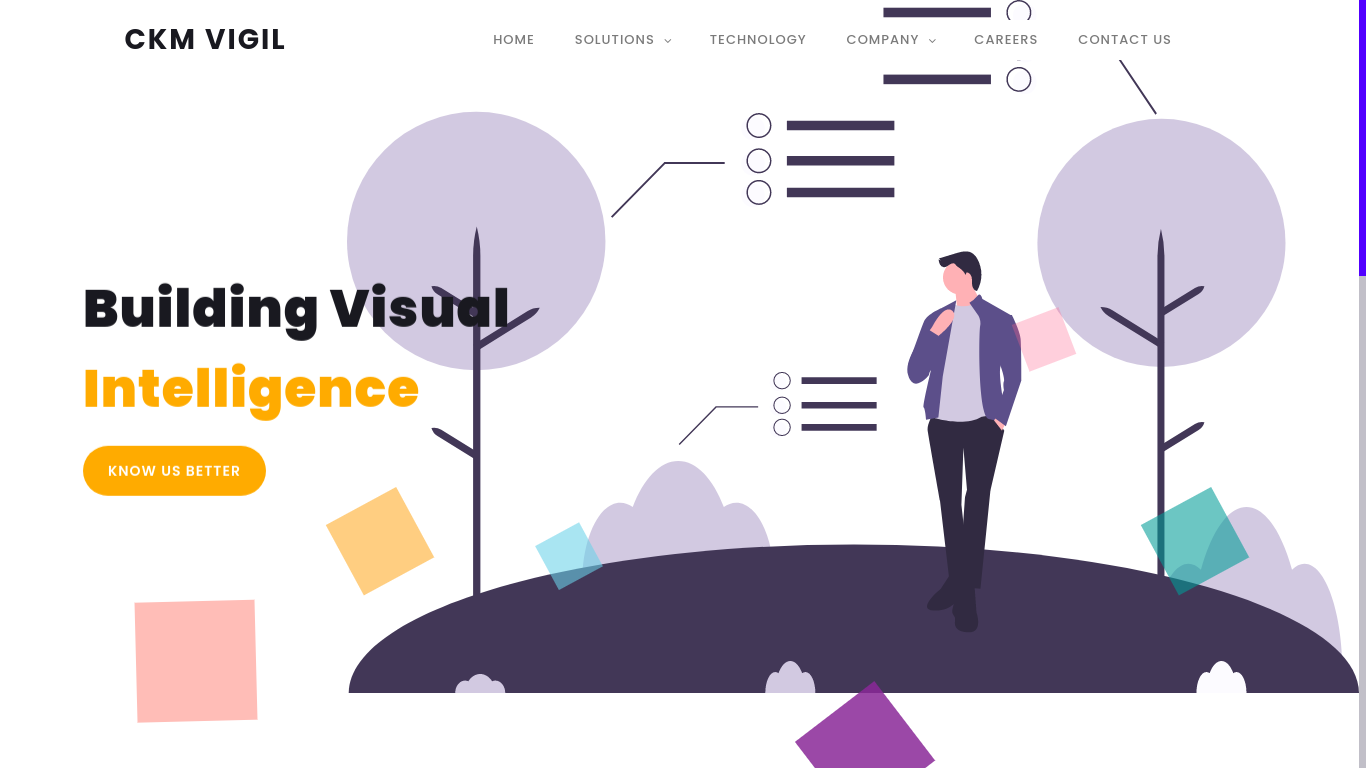 CKM VIGIL
HOME SOLUTIONS TECHNOLOGY COMPANY CAREERS CONTACT US
Building Visual
Intelligence
KNOW US BETTER